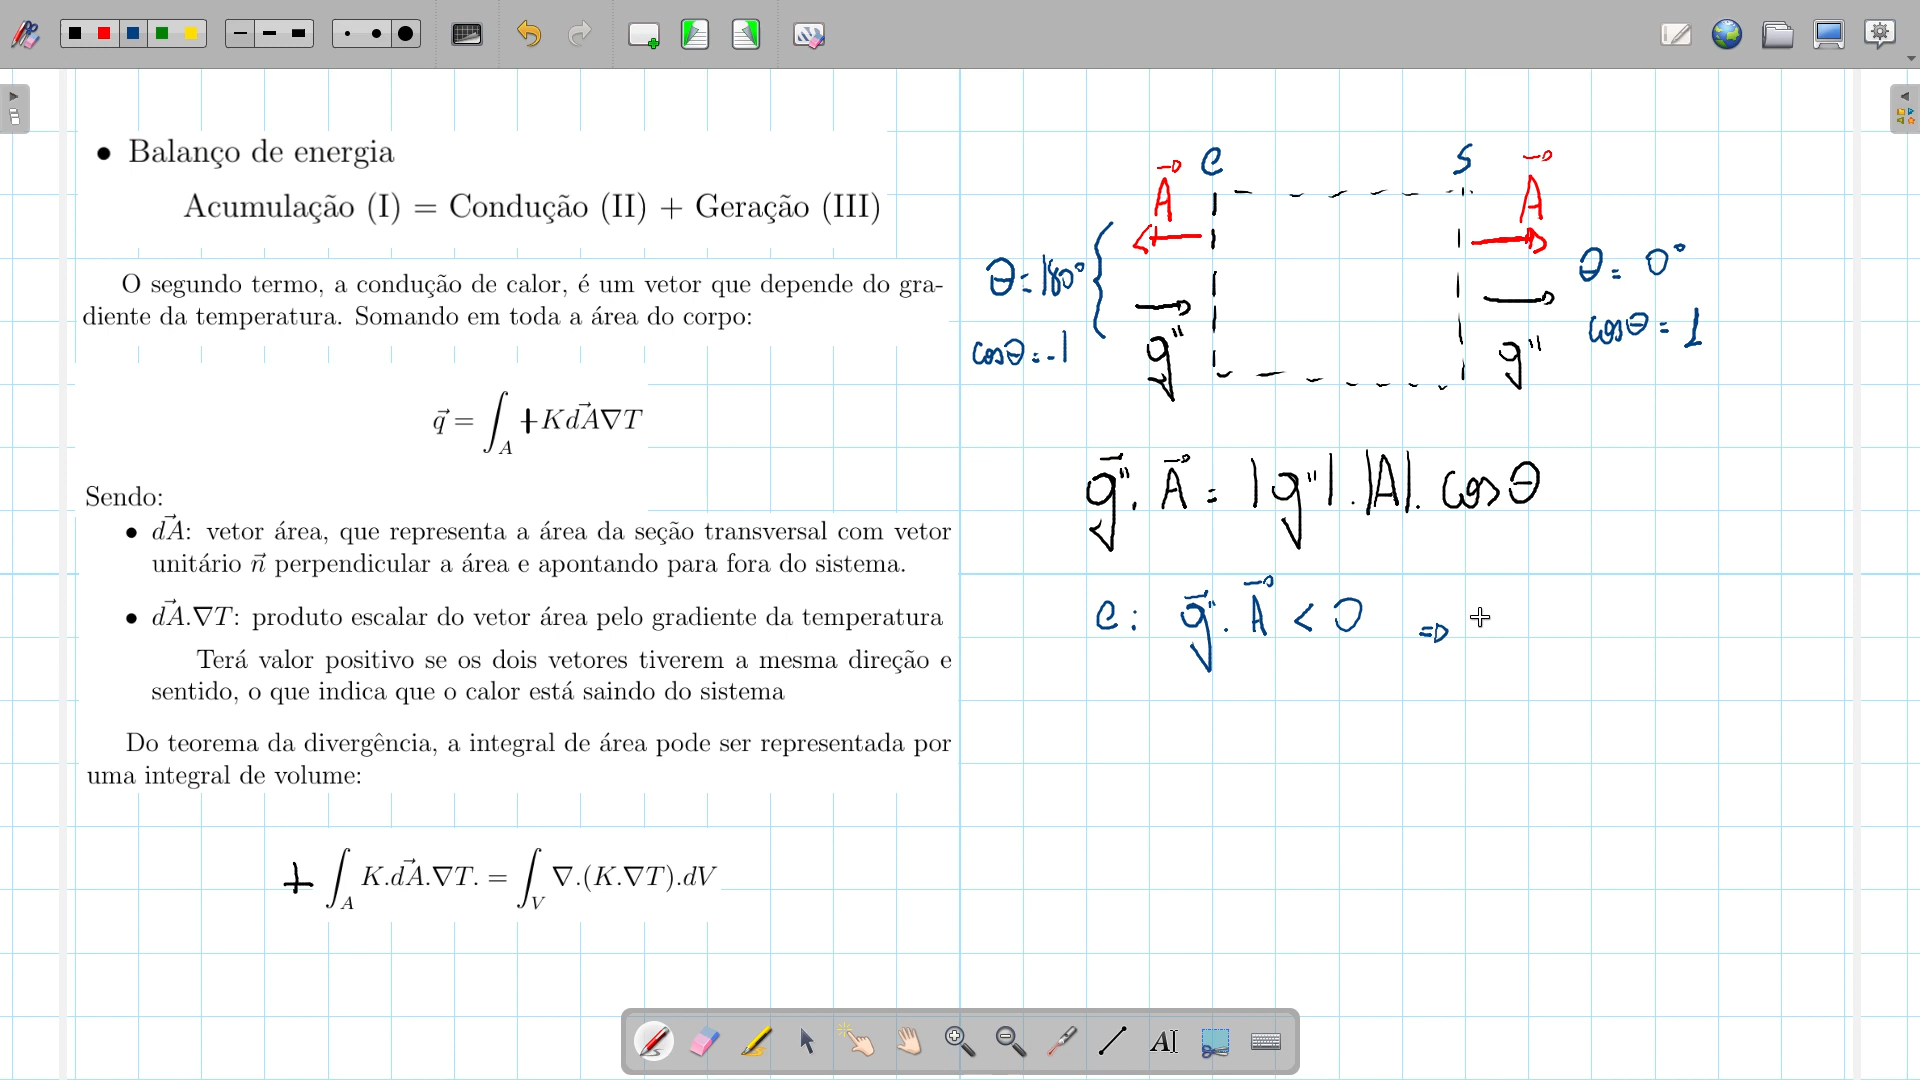 • Balanço de energia
Acumulação (I) = Condução (II) + Geração (III)
O segundo termo, a condução de calor, é um vetor que depende do gra-
diente da temperatura. Somando em toda a área do corpo:
q⃗ = ∫_A +KdA⃗∇T
Sendo:
• dA⃗: vetor área, que representa a área da seção transversal com vetor
unitário n⃗ perpendicular a área e apontando para fora do sistema.
• dA⃗.∇T: produto escalar do vetor área pelo gradiente da temperatura
Terá valor positivo se os dois vetores tiverem a mesma direção e
sentido, o que indica que o calor está saindo do sistema
Do teorema da divergência, a integral de área pode ser representada por
uma integral de volume:
+ ∫_A K.dA⃗.∇T. = ∫_V ∇.(K.∇T).dV
A⃗ e s A⃗
θ = 180° θ = 0°
cosθ = -1 cosθ = 1
q" q"
q⃗" . A⃗ = |q"| . |A| . cosθ
e: q⃗" . A⃗ < 0 ⇒
AI